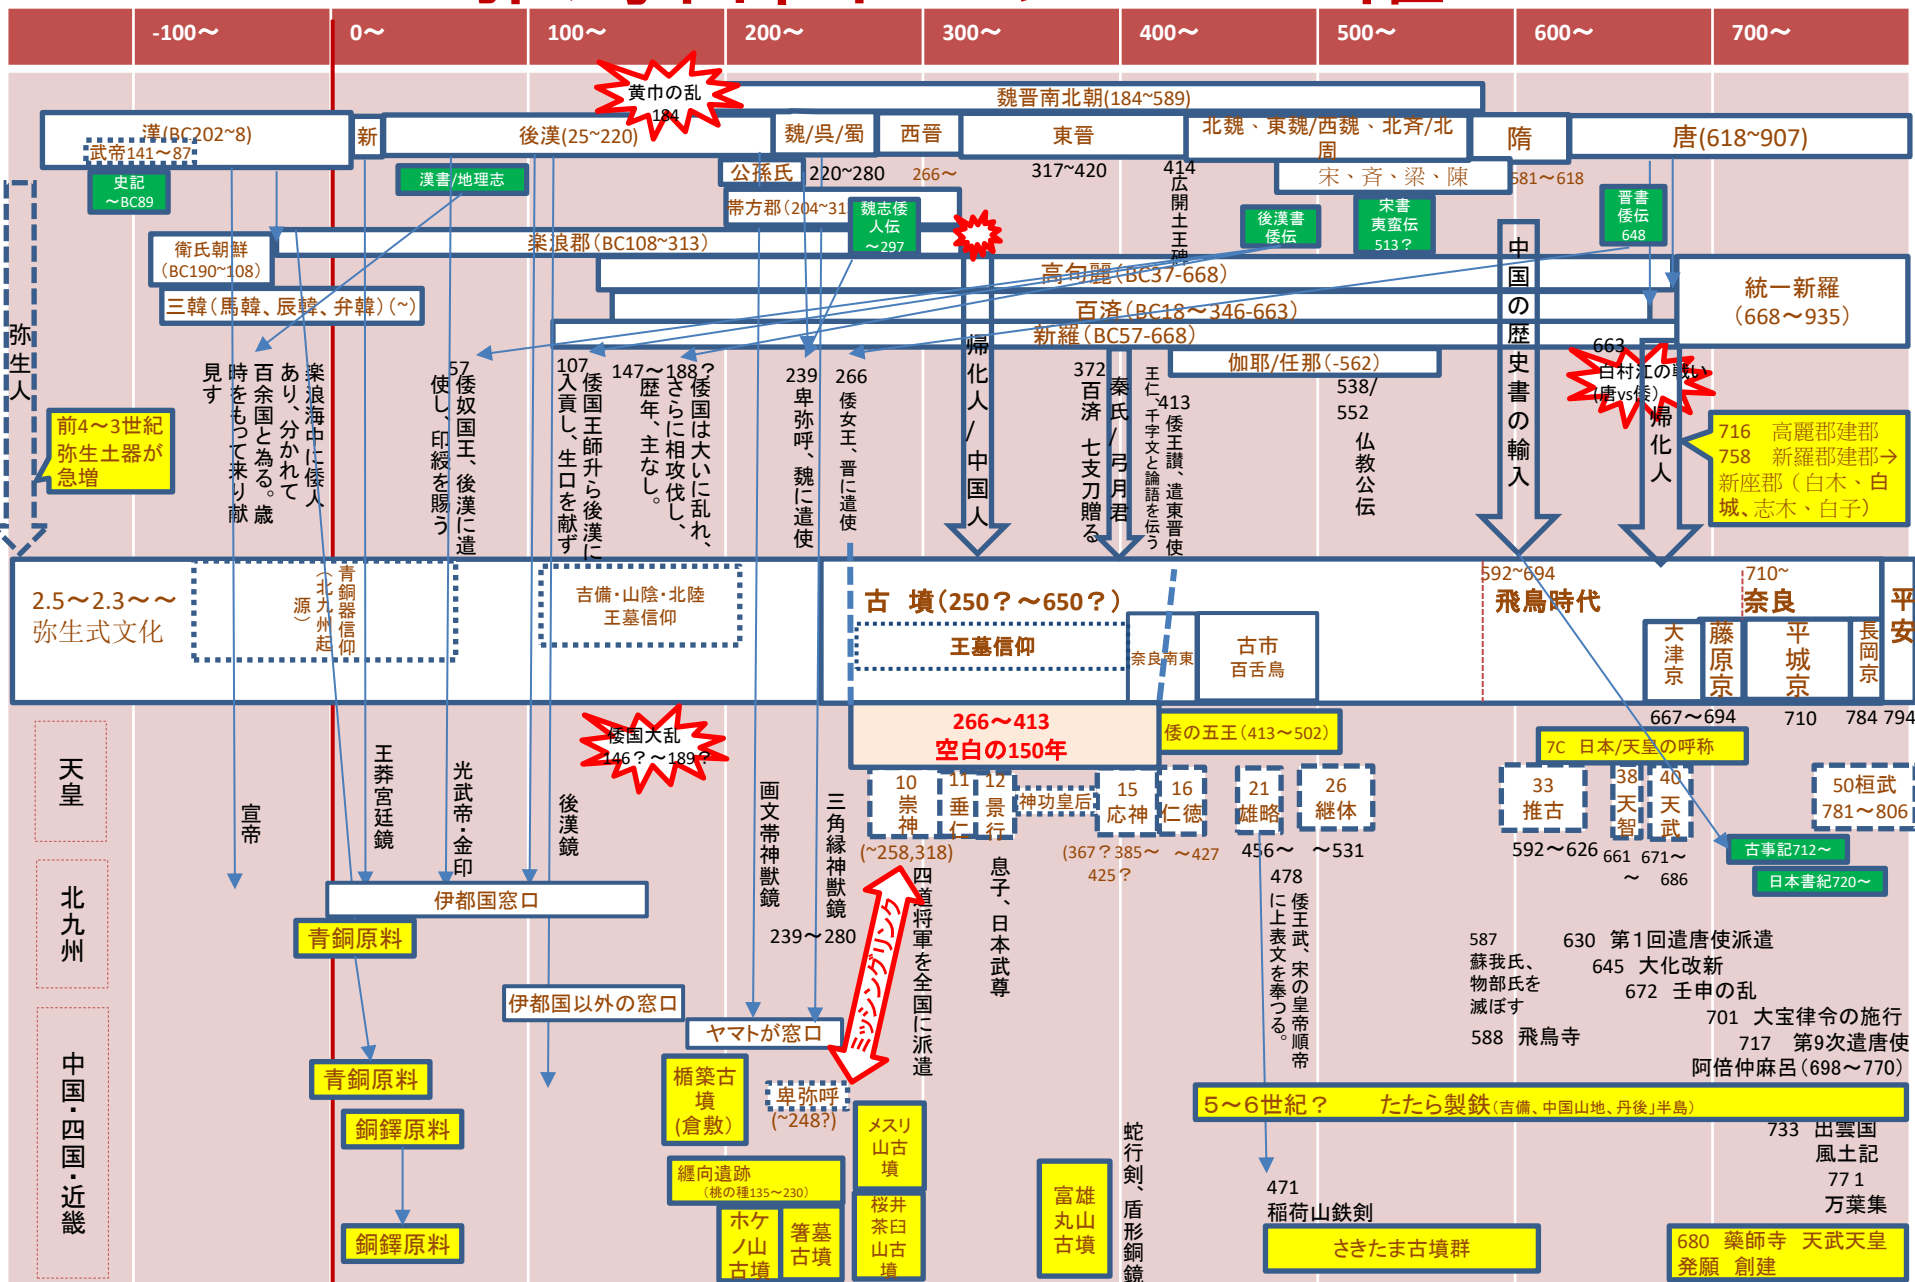 -100～
0～
100～
200～
300～
400～
500～
600～
700～
黄巾の乱
184
魏晋南北朝(184~589)
漢(BC202~8)
武帝141～87
新
後漢(25~220)
魏/呉/蜀
西晋
東晋
北魏、東魏/西魏、北斉/北
周
隋
唐(618~907)
史記
～BC89
漢書/地理志
公孫氏
220~280
266～
317~420
414
広開土王碑
宋、斉、梁、陳
581～618
帯方郡(204~31
魏志倭
人伝
～297
後漢書
倭伝
宋書
夷蛮伝
513？
晋書
倭伝
648
楽浪郡(BC108~313)
衛氏朝鮮
(BC190~108)
三韓(馬韓、辰韓、弁韓)(~)
高句麗(BC37-668)
百済(BC18～346-663)
新羅(BC57-668)
伽耶/任那(-562)
統一新羅
(668～935)
弥生人
前4～3世紀
弥生土器が
急増
楽浪海中に倭人
あり、分かれて
百余国と為る。歳
時をもって来り献
見す
57
倭奴国王、後漢に遣
使し、印綬を賜う
107
倭国王師升ら後漢に
入貢し、生口を献ず
147～188？
倭国は大いに乱れ、
さらに相攻伐し、
歴年、主なし。
239
卑弥呼、魏に遣使
266
倭女王、晋に遣使
帰化人/中国人
372
百済 七支刀贈る
秦氏/弓月君
王仁、千字文と論語を伝う
413
倭王讃、遣東晋使
538/
552
仏教公伝
中国の歴史書の輸入
663
白村江の戦い
(唐vs倭)
帰化人
716 高麗郡建郡
758 新羅郡建郡→
新座郡（白木、白
城、志木、白子）
2.5～2.3～～
弥生式文化
青銅器信仰
（北九州起
源）
吉備・山陰・北陸
王墓信仰
古 墳(250？～650？)
王墓信仰
奈良南東
古市
百舌鳥
592~694
飛鳥時代
710~
奈良
平安
大津京
藤原京
平城京
長岡京
667～694
710
784
794
天皇
倭国大乱
146？～189？
266～413
空白の150年
倭の五王(413～502)
7C 日本/天皇の呼称
10
崇神
11
垂仁
12
景行
神功皇后
15
応神
16
仁徳
21
雄略
26
継体
33
推古
38
天智
40
天武
50桓武
781～806
(~258,318)
(367？385～
425？
～427
456～
～531
592～626
661
～
671～
686
古事記712～
日本書紀720～
宣帝
王莽宮廷鏡
光武帝・金印
後漢鏡
画文帯神獣鏡
三角縁神獣鏡
239～280
北九州
伊都国窓口
青銅原料
伊都国以外の窓口
ヤマトが窓口
ミッシングリンク
四道将軍を全国に派遣
息子、日本武尊
478
倭王武、宋の皇帝順帝
に上表文を奉つる。
587
蘇我氏、
物部氏を
滅ぼす
588 飛鳥寺
630 第1回遣唐使派遣
645 大化改新
672 壬申の乱
701 大宝律令の施行
717 第9次遣唐使
阿倍仲麻呂(698～770)
中国・四国・近畿
青銅原料
銅鐸原料
銅鐸原料
楯築古
墳
(倉敷)
卑弥呼
(~248?)
纒向遺跡
(桃の種135～230)
ホケ
ノ山
古墳
箸墓
古墳
メスリ
山古
墳
桜井
茶臼
山古
墳
富雄
丸山
古墳
蛇行剣、盾形銅鏡
5～6世紀？ たたら製鉄(吉備、中国山地、丹後」半島)
471
稲荷山鉄剣
さきたま古墳群
733 出雲国
風土記
771
万葉集
680 薬師寺 天武天皇
発願 創建